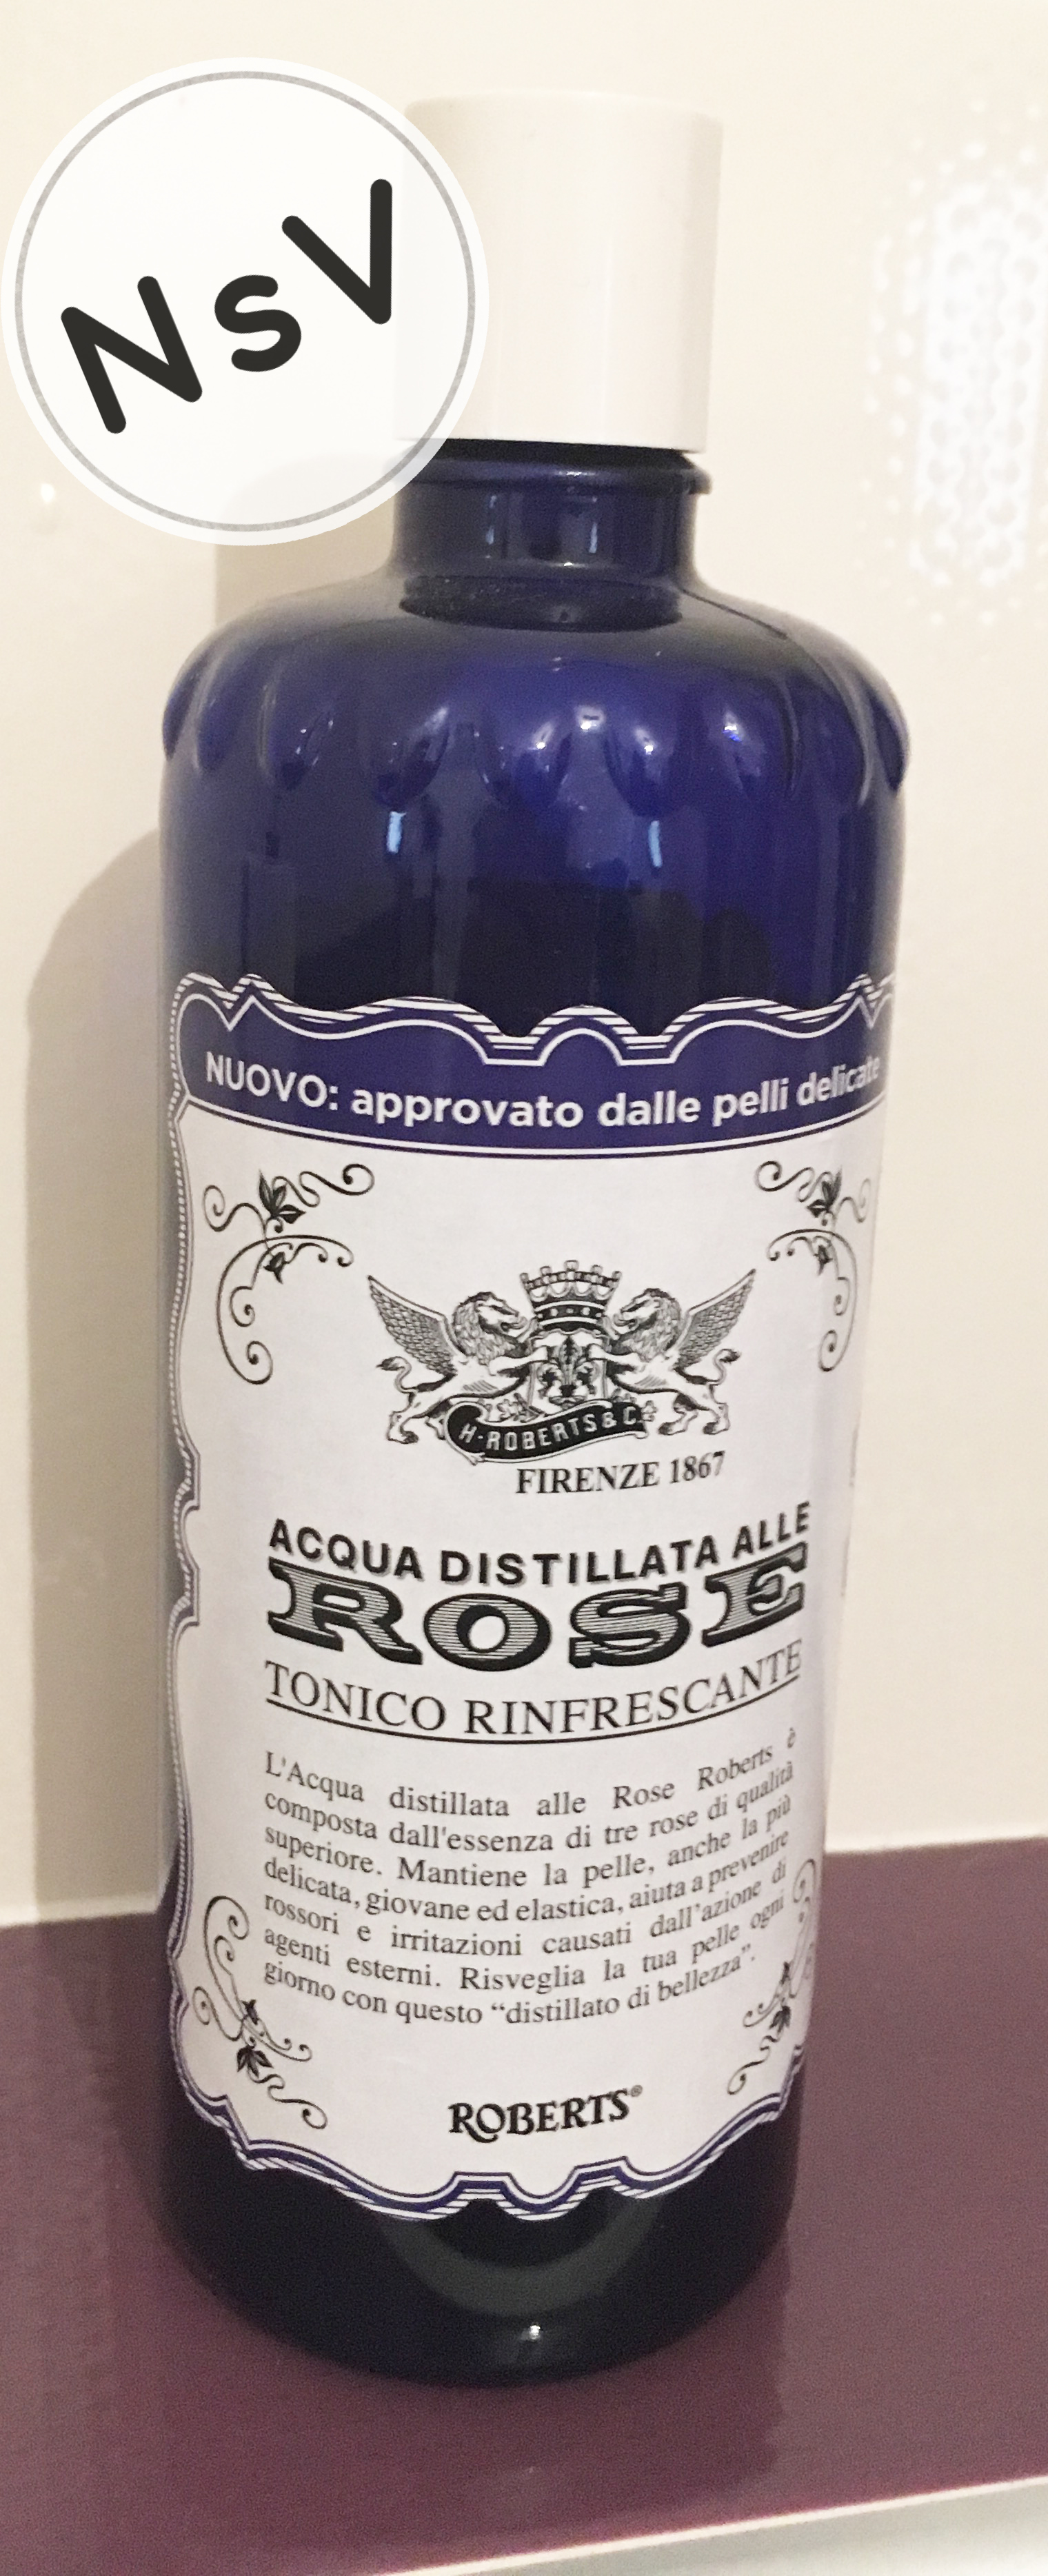 NsV
NUOVO: approvato dalle pelli delicate
H·ROBERTS & C.
FIRENZE 1867
ACQUA DISTILLATA ALLE
ROSE
TONICO RINFRESCANTE
L'Acqua distillata alle Rose Roberts è
composta dall'essenza di tre rose di qualità
superiore. Mantiene la pelle, anche la più
delicata, giovane ed elastica, aiuta a prevenire
rossori e irritazioni causati dall'azione di
agenti esterni. Risveglia la tua pelle ogni
giorno con questo “distillato di bellezza”.
ROBERTS®